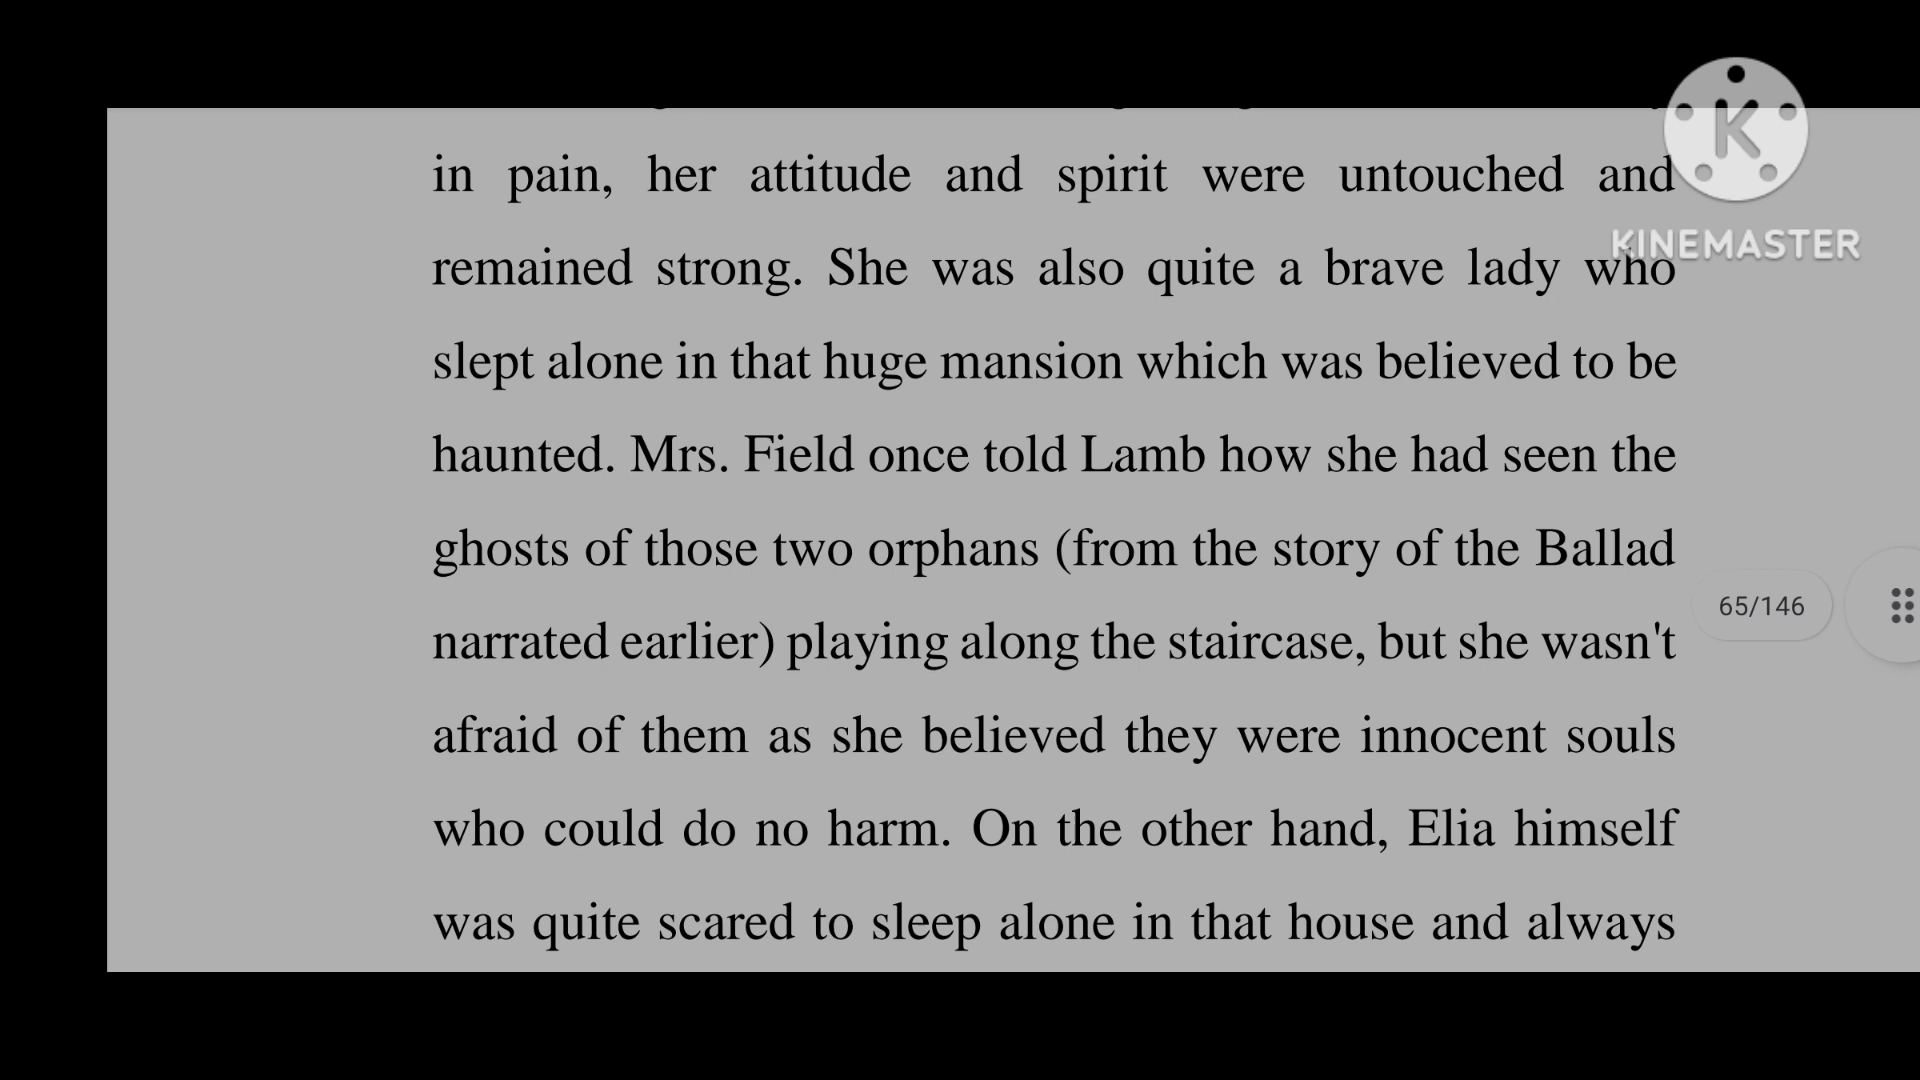 in pain, her attitude and spirit were untouched and
remained strong. She was also quite a brave lady who
slept alone in that huge mansion which was believed to be
haunted. Mrs. Field once told Lamb how she had seen the
ghosts of those two orphans (from the story of the Ballad
narrated earlier) playing along the staircase, but she wasn't
afraid of them as she believed they were innocent souls
who could do no harm. On the other hand, Elia himself
was quite scared to sleep alone in that house and always
K
KINEMASTER
65/146